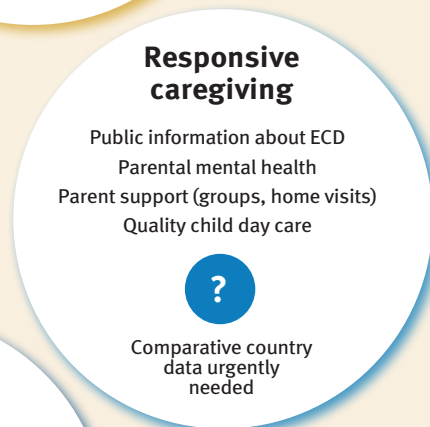 Responsive
caregiving
Public information about ECD
Parental mental health
Parent support (groups, home visits)
Quality child day care
?
Comparative country
data urgently
needed